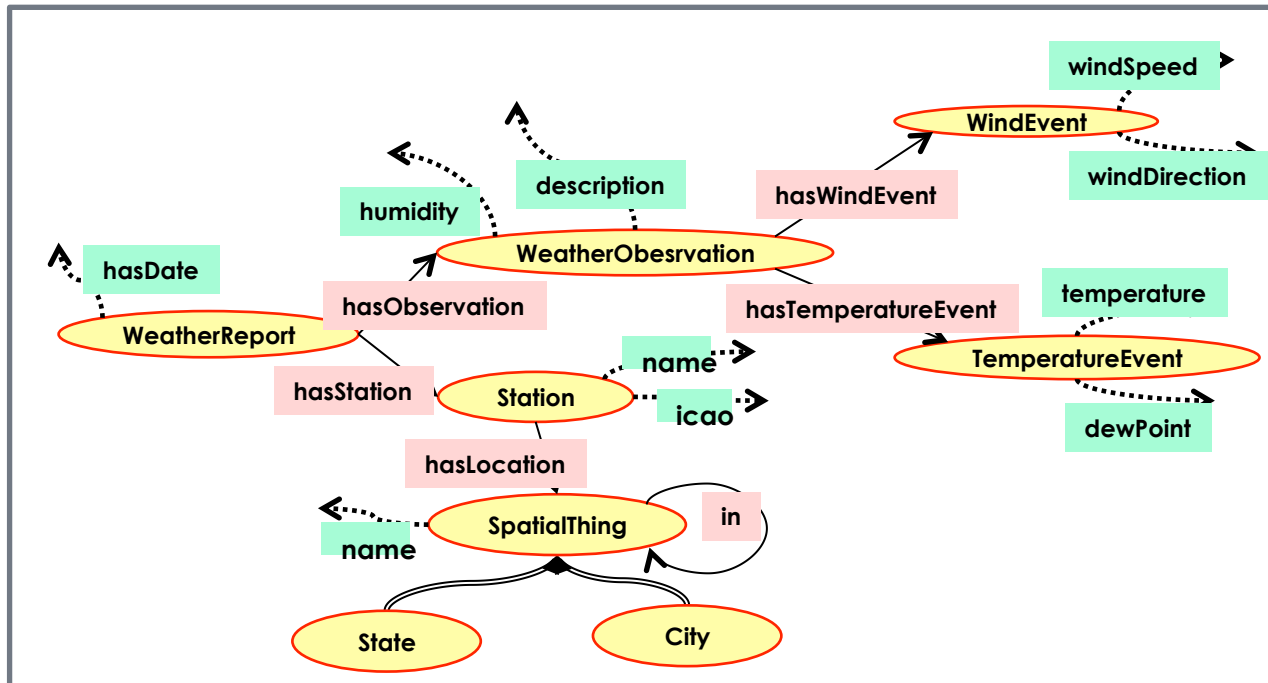 windSpeed
WindEvent
windDirection
description
hasWindEvent
humidity
WeatherObesrvation
hasDate
hasObservation
hasTemperatureEvent
temperature
WeatherReport
TemperatureEvent
name
hasStation
Station
icao
dewPoint
hasLocation
SpatialThing
in
name
State
City